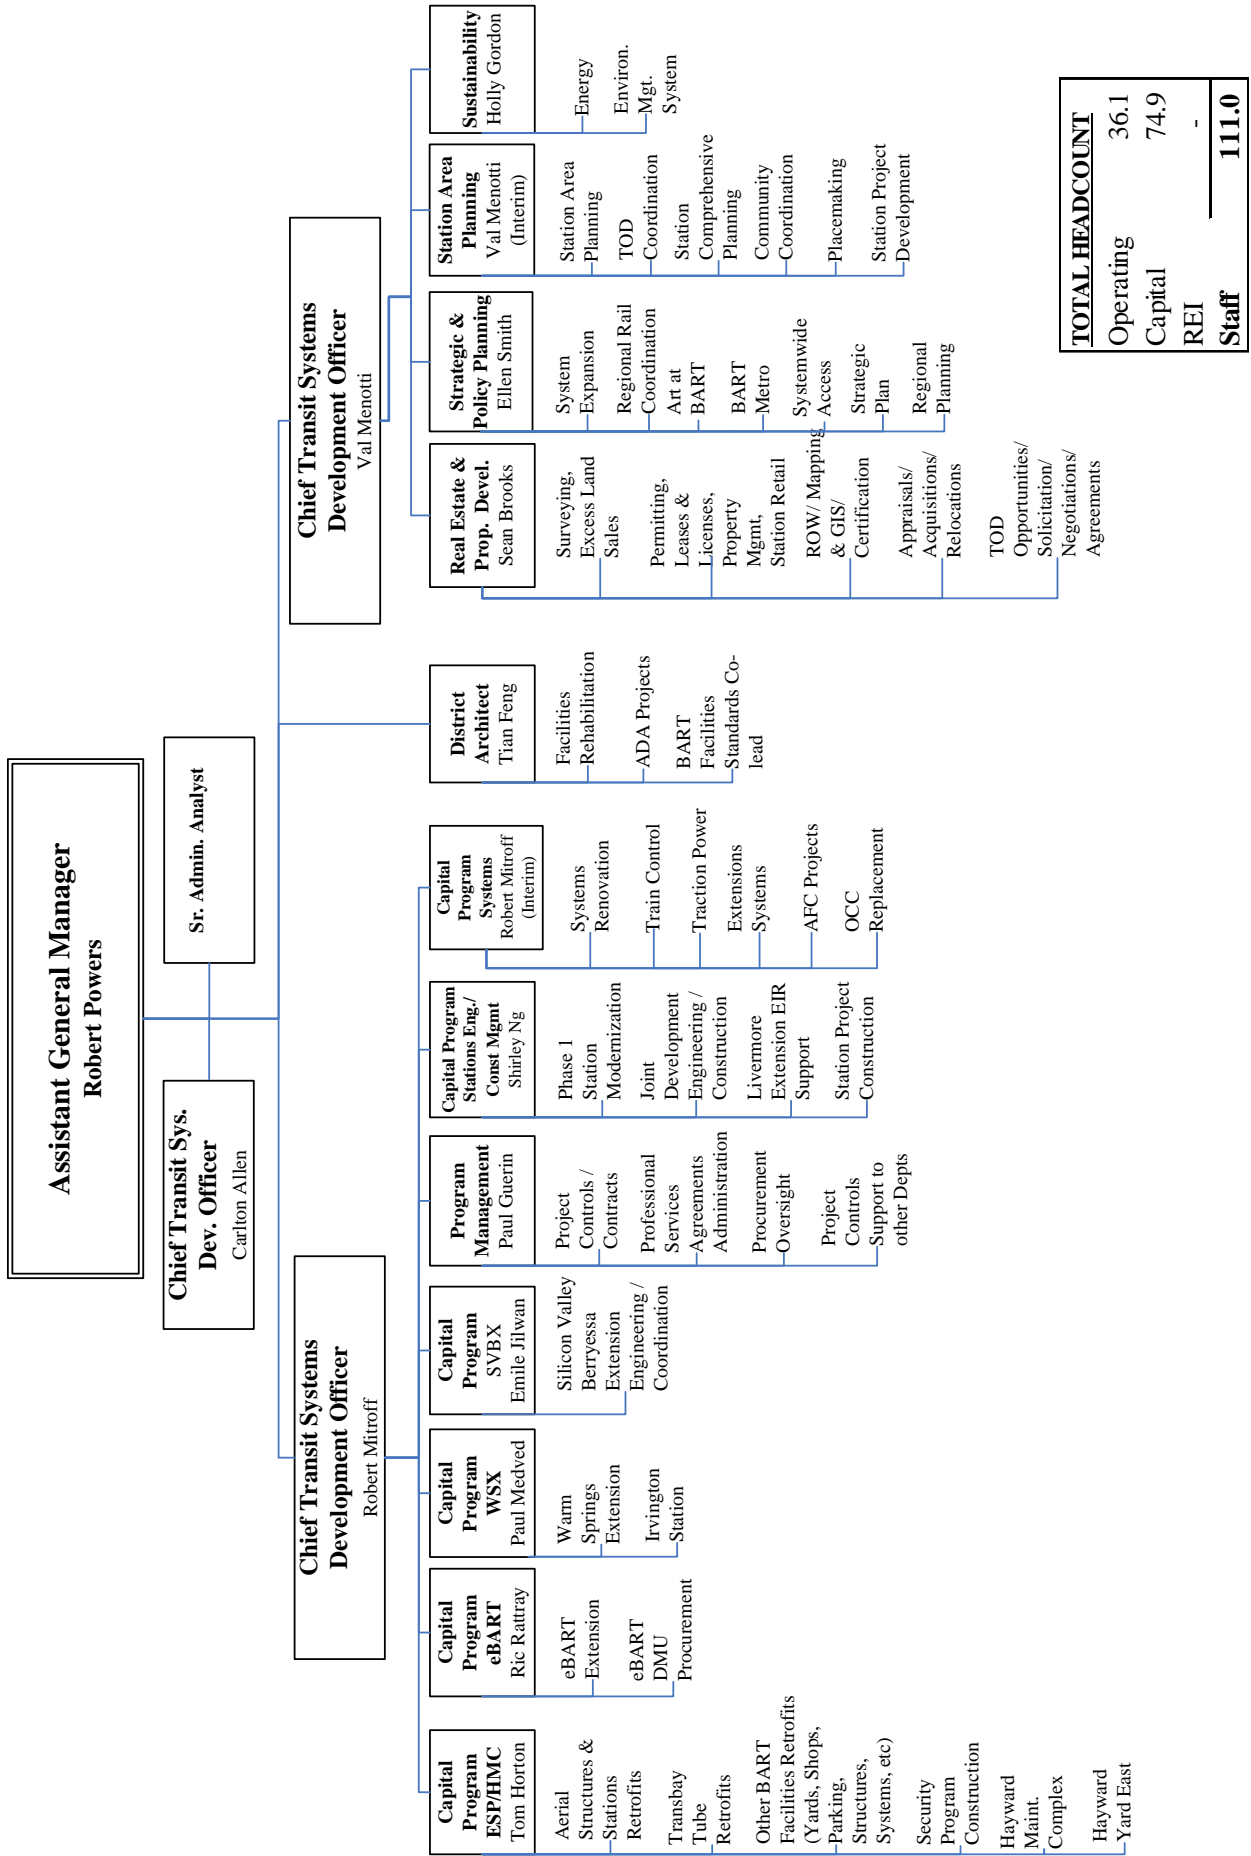 Assistant General Manager
Robert Powers
Chief Transit Sys.
Dev. Officer
Carlton Allen
Sr. Admin. Analyst
Chief Transit Systems
Development Officer
Robert Mitroff
Chief Transit Systems
Development Officer
Val Menotti
Capital
Program
ESP/HMC
Tom Horton
Aerial
Structures &
Stations
Retrofits
Transbay
Tube
Retrofits
Other BART
Facilities Retrofits
(Yards, Shops,
Parking,
Structures,
Systems, etc)
Security
Program
Construction
Hayward
Maint.
Complex
Hayward
Yard East
Capital
Program
eBART
Ric Rattray
eBART
Extension
eBART
DMU
Procurement
Capital
Program
WSX
Paul Medved
Warm
Springs
Extension
Irvington
Station
Capital
Program
SVBX
Emile Jilwan
Silicon Valley
Berryessa
Extension
Engineering /
Coordination
Program
Management
Paul Guerin
Project
Controls /
Contracts
Professional
Services
Agreements
Administration
Procurement
Oversight
Project
Controls
Support to
other Depts
Capital Program
Stations Eng./
Const Mgmt
Shirley Ng
Phase 1
Station
Modernization
Joint
Development
Engineering /
Construction
Livermore
Extension EIR
Support
Station Project
Construction
Capital
Program
Systems
Robert Mitroff
(Interim)
Systems
Renovation
Train Control
Traction Power
Extensions
Systems
AFC Projects
OCC
Replacement
District
Architect
Tian Feng
Facilities
Rehabilitation
ADA Projects
BART
Facilities
Standards Co-
lead
Real Estate &
Prop. Devel.
Sean Brooks
Surveying,
Excess Land
Sales
Permitting,
Leases &
Licenses,
Property
Mgmt,
Station Retail
ROW/ Mapping
& GIS/
Certification
Appraisals/
Acquisitions/
Relocations
TOD
Opportunities/
Solicitation/
Negotiations/
Agreements
Strategic &
Policy Planning
Ellen Smith
System
Expansion
Regional Rail
Coordination
Art at
BART
BART
Metro
Systemwide
Access
Strategic
Plan
Regional
Planning
Station Area
Planning
Val Menotti
(Interim)
Station Area
Planning
TOD
Coordination
Station
Comprehensive
Planning
Community
Coordination
Placemaking
Station Project
Development
Sustainability
Holly Gordon
Energy
Environ.
Mgt.
System
TOTAL HEADCOUNT
Operating 36.1
Capital 74.9
REI -
Staff 111.0